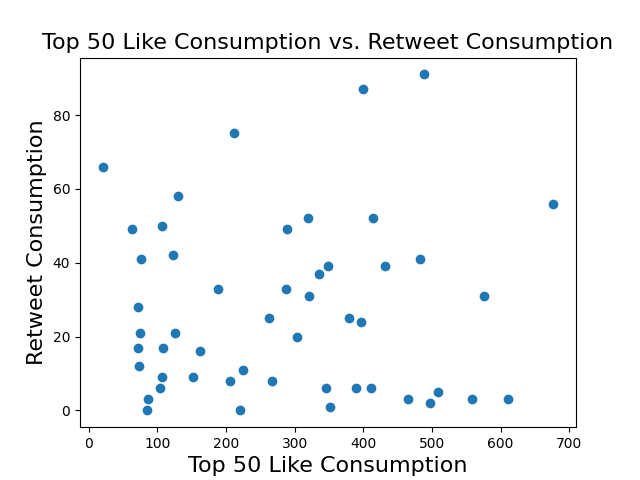 Top 50 Like Consumption vs. Retweet Consumption
Retweet Consumption
80
60
40
20
0
0 100 200 300 400 500 600 700
Top 50 Like Consumption